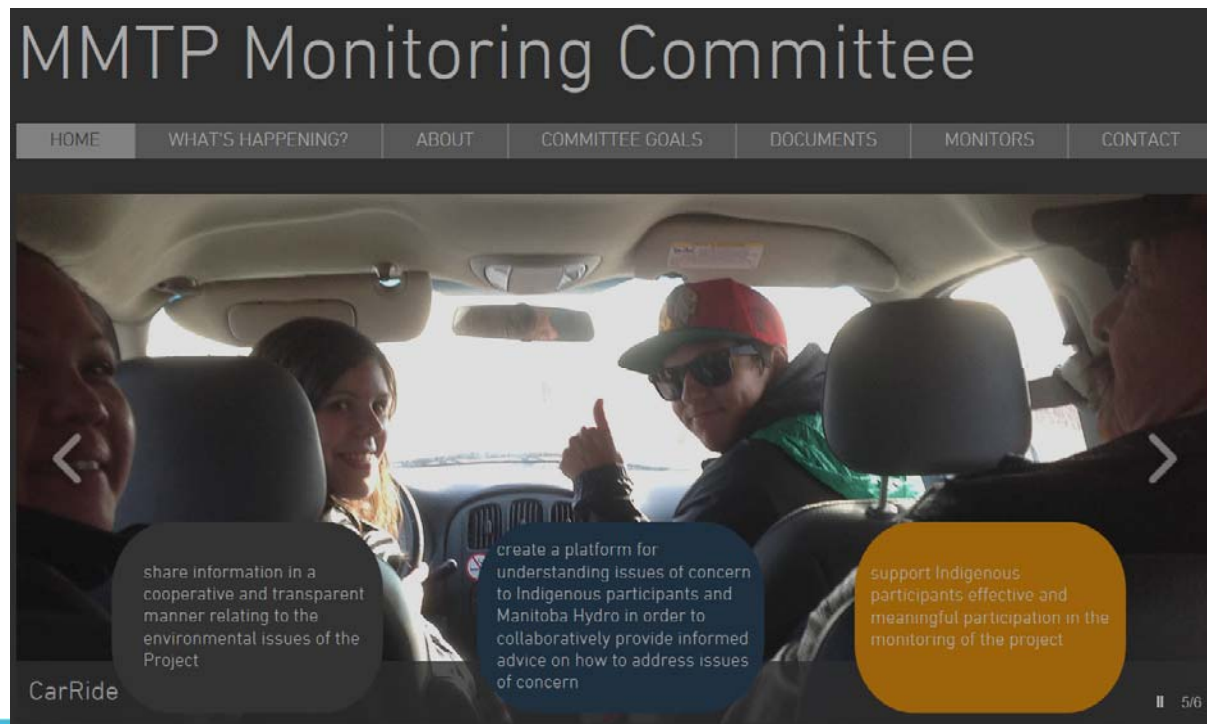 MMTP Monitoring Committee
HOME WHAT'S HAPPENING? ABOUT COMMITTEE GOALS DOCUMENTS MONITORS CONTACT
share information in a
cooperative and transparent
manner relating to the
environmental issues of the
Project
create a platform for
understanding issues of concern
to Indigenous participants and
Manitoba Hydro in order to
collaboratively provide informed
advice on how to address issues
of concern
support Indigenous
participants effective and
meaningful participation in the
monitoring of the project
CarRide
5/6